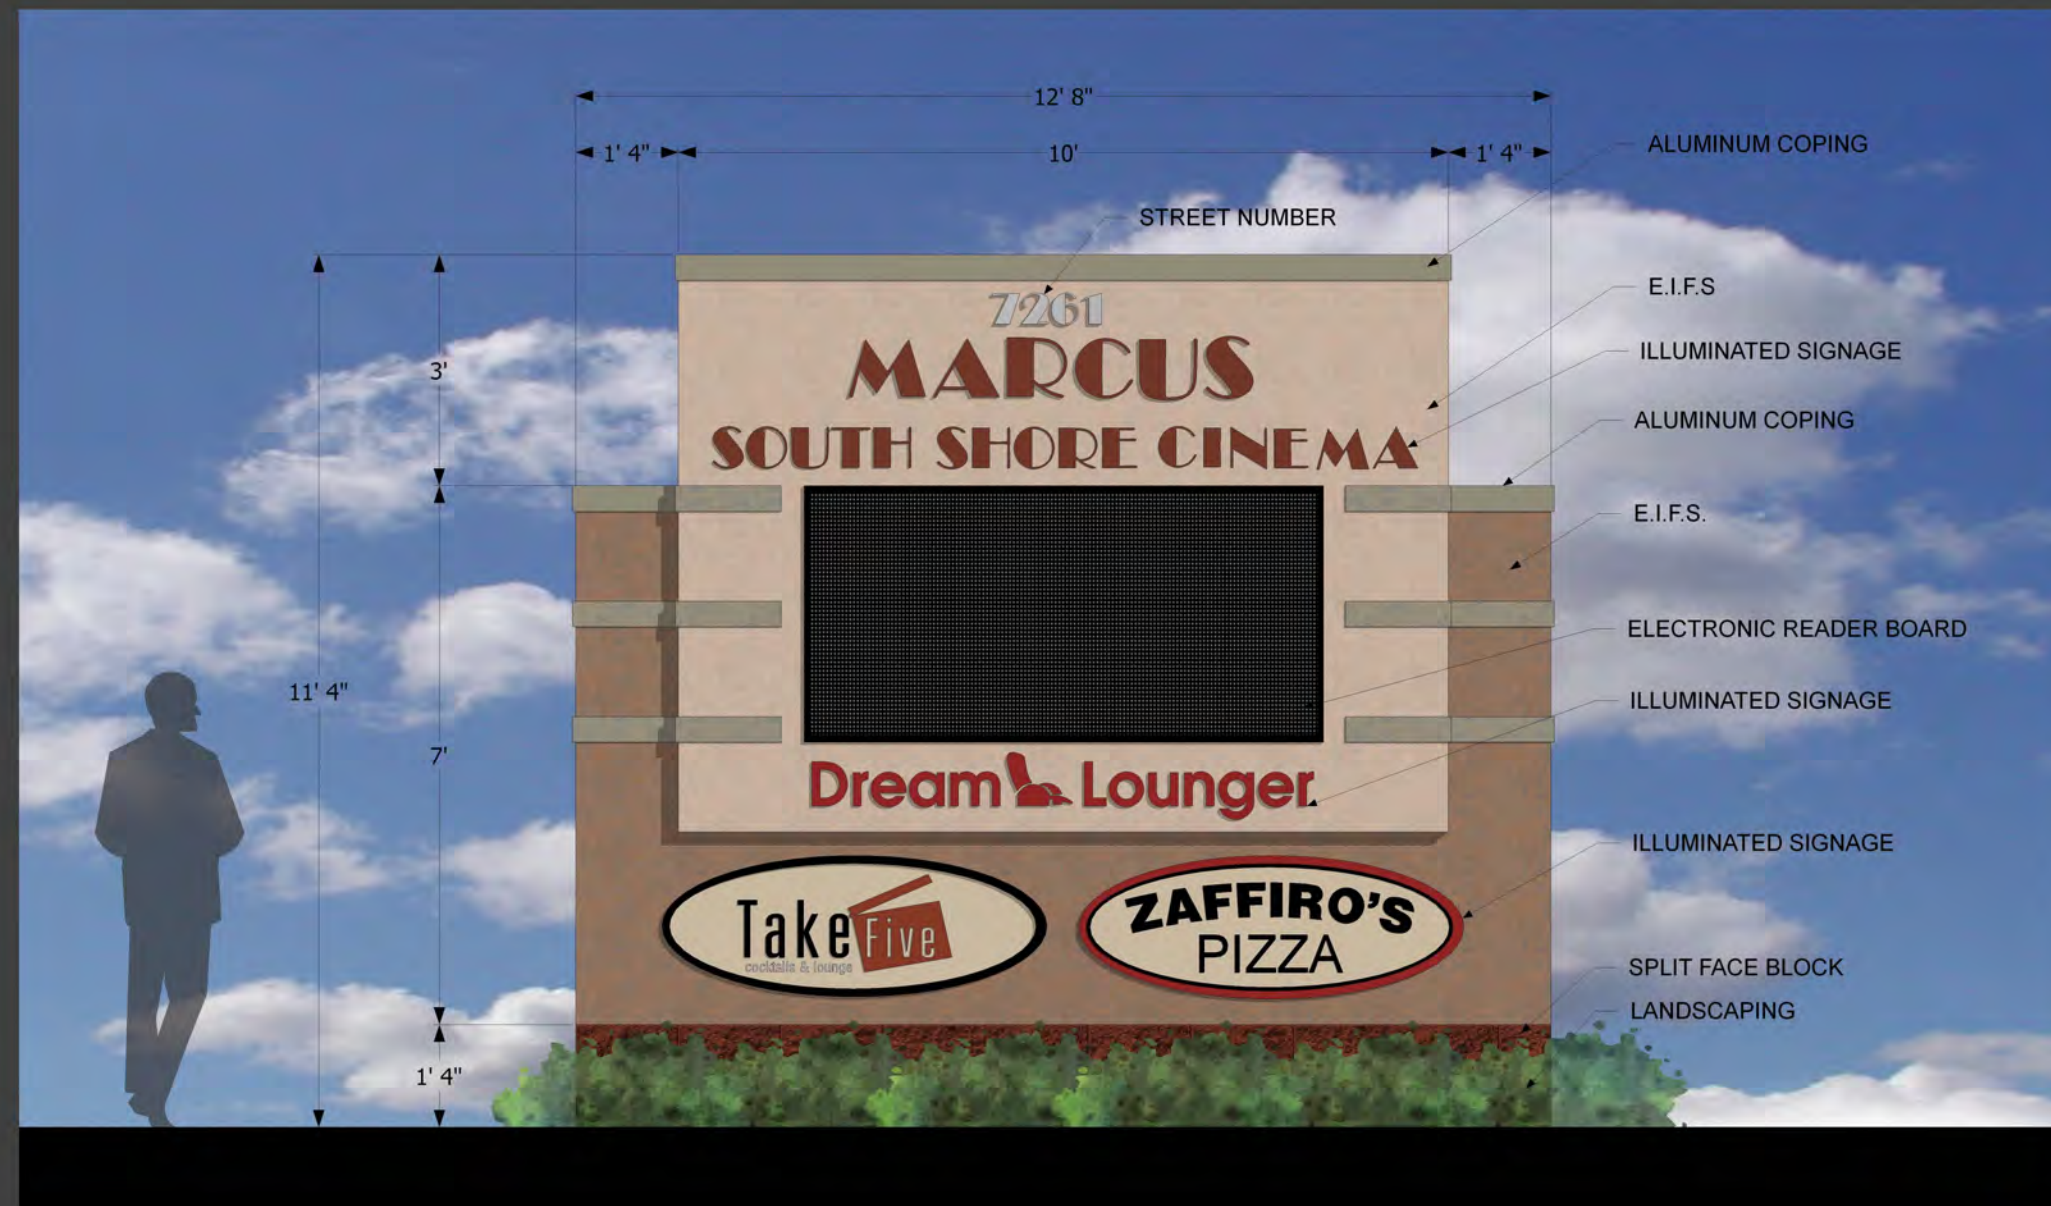 12' 8"
1' 4"
10'
1' 4"
ALUMINUM COPING
STREET NUMBER
E.I.F.S
7261
ILLUMINATED SIGNAGE
MARCUS
3'
ALUMINUM COPING
SOUTH SHORE CINEMA
E.I.F.S.
ELECTRONIC READER BOARD
11' 4"
ILLUMINATED SIGNAGE
7'
Dream Lounger
ILLUMINATED SIGNAGE
Take Five
cocktails & lounge
ZAFFIRO'S
PIZZA
SPLIT FACE BLOCK
LANDSCAPING
1' 4"